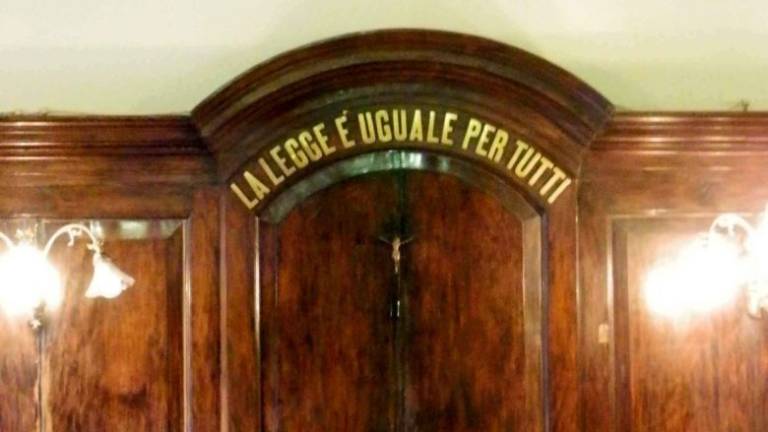 LA LEGGE E' UGUALE PER TUTTI